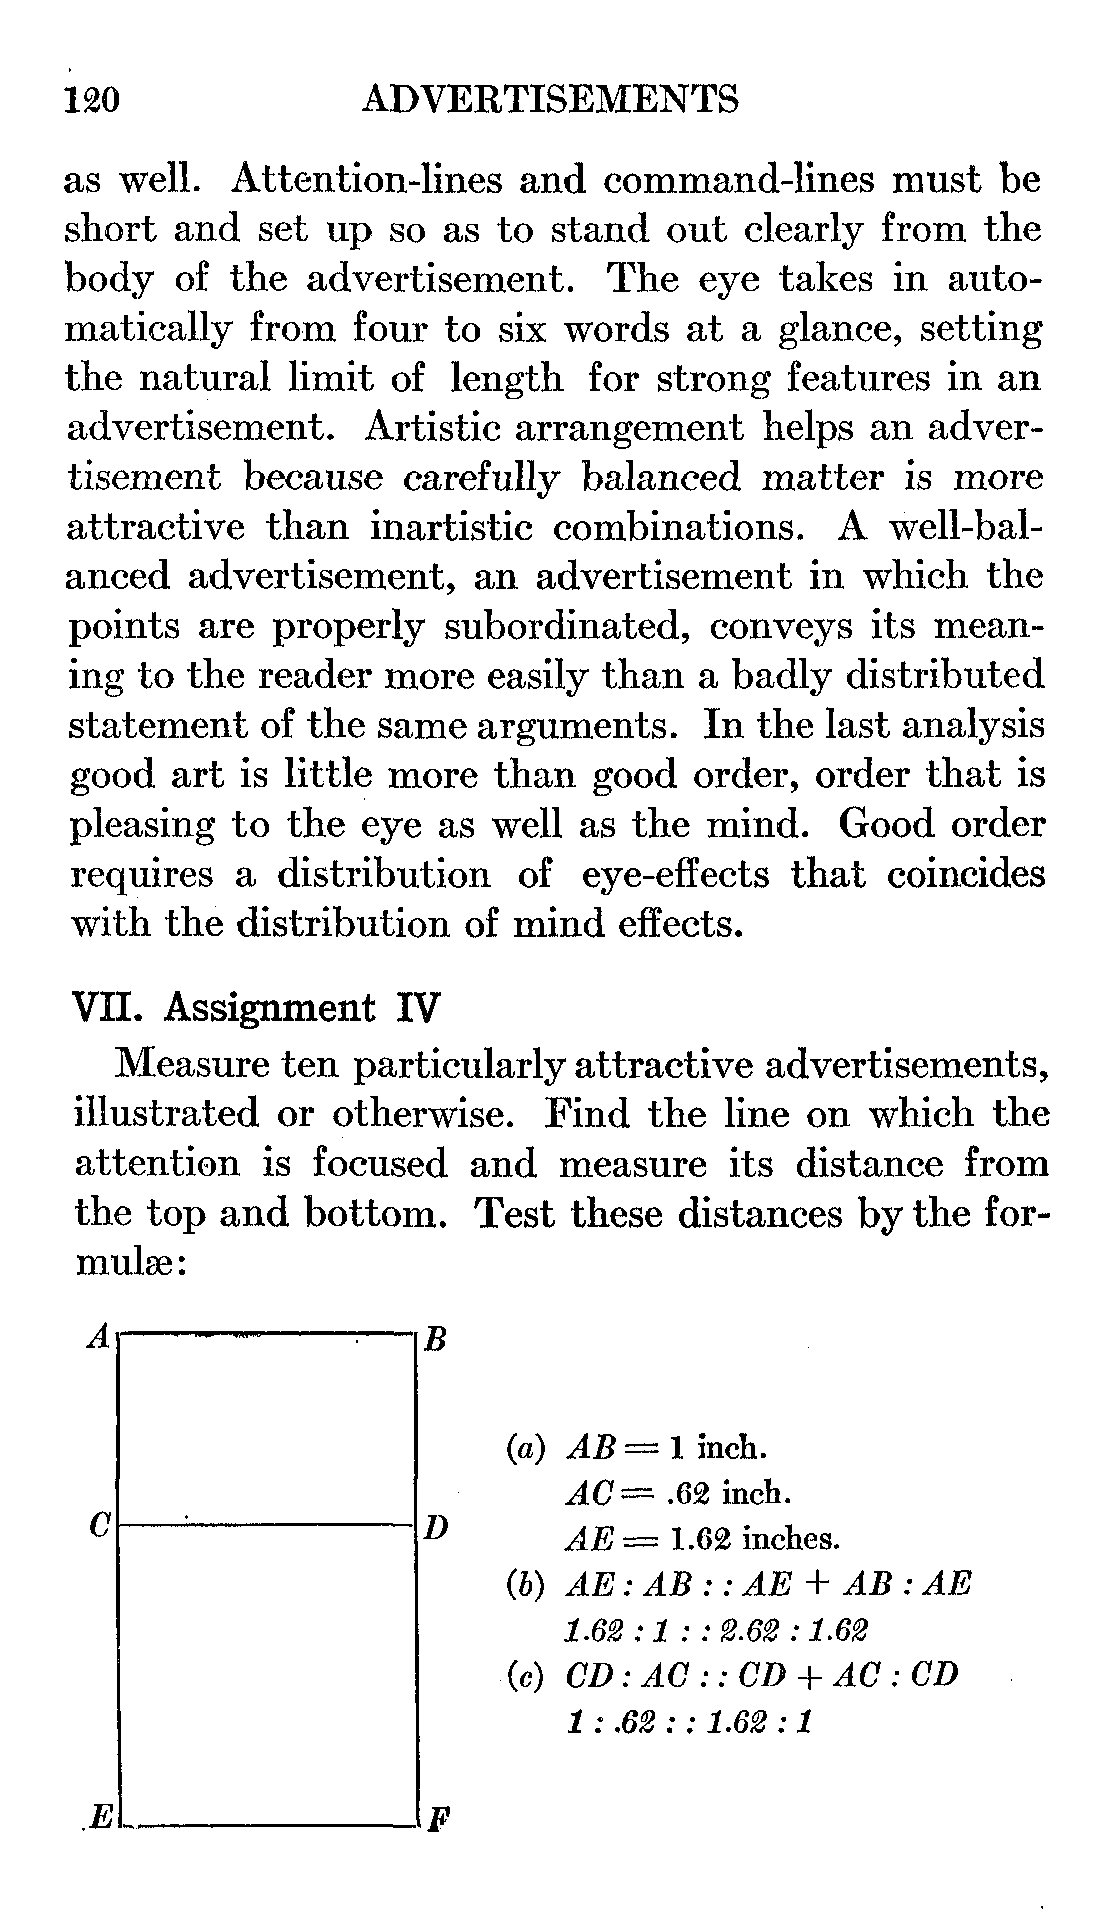 120 ADVERTISEMENTS
as well. Attention-lines and command-lines must be
short and set up so as to stand out clearly from the
body of the advertisement. The eye takes in auto-
matically from four to six words at a glance, setting
the natural limit of length for strong features in an
advertisement. Artistic arrangement helps an adver-
tisement because carefully balanced matter is more
attractive than inartistic combinations. A well-bal-
anced advertisement, an advertisement in which the
points are properly subordinated, conveys its mean-
ing to the reader more easily than a badly distributed
statement of the same arguments. In the last analysis
good art is little more than good order, order that is
pleasing to the eye as well as the mind. Good order
requires a distribution of eye-effects that coincides
with the distribution of mind effects.
VII. Assignment IV
Measure ten particularly attractive advertisements,
illustrated or otherwise. Find the line on which the
attention is focused and measure its distance from
the top and bottom. Test these distances by the for-
mulæ:
A B
C D
E F
(a) AB = 1 inch.
AC = .62 inch.
AE = 1.62 inches.
(b) AE : AB : : AE + AB : AE
1.62 : 1 : : 2.62 : 1.62
(c) CD : AC : : CD + AC : CD
1 : .62 : : 1.62 : 1